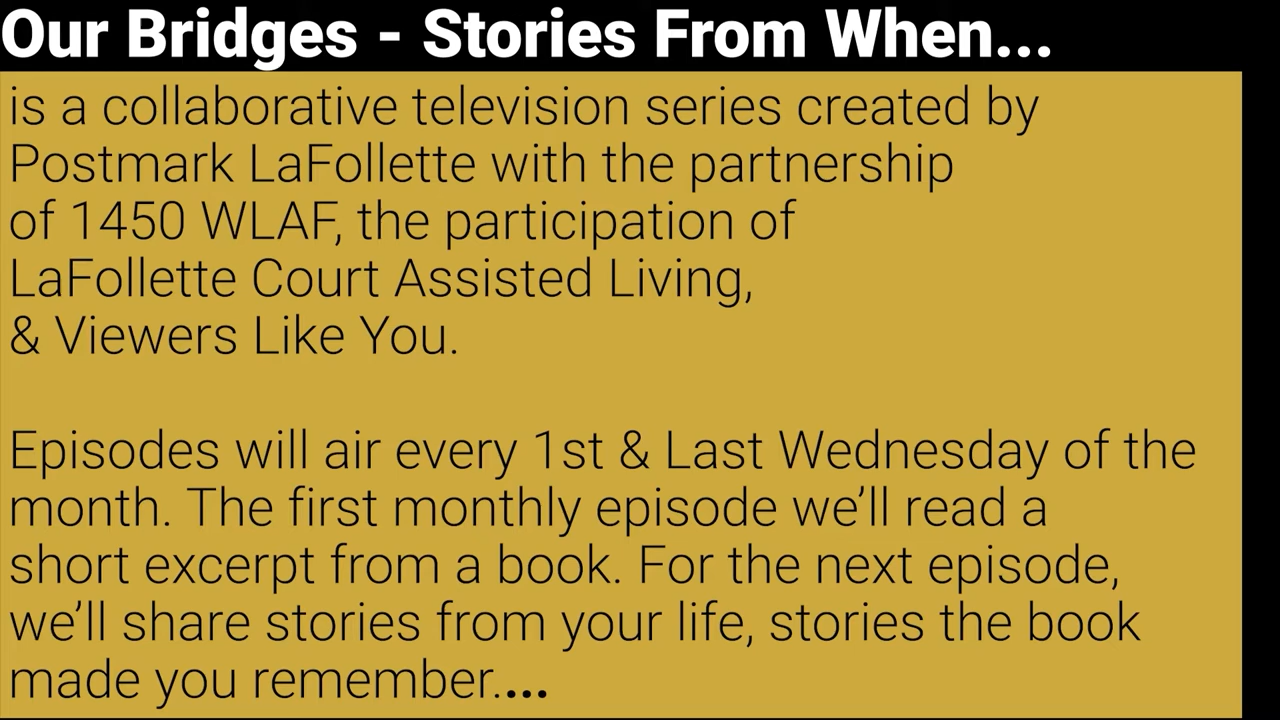 Our Bridges - Stories From When...
is a collaborative television series created by
Postmark LaFollette with the partnership
of 1450 WLAF, the participation of
LaFollette Court Assisted Living,
& Viewers Like You.
Episodes will air every 1st & Last Wednesday of the
month. The first monthly episode we’ll read a
short excerpt from a book. For the next episode,
we’ll share stories from your life, stories the book
made you remember....